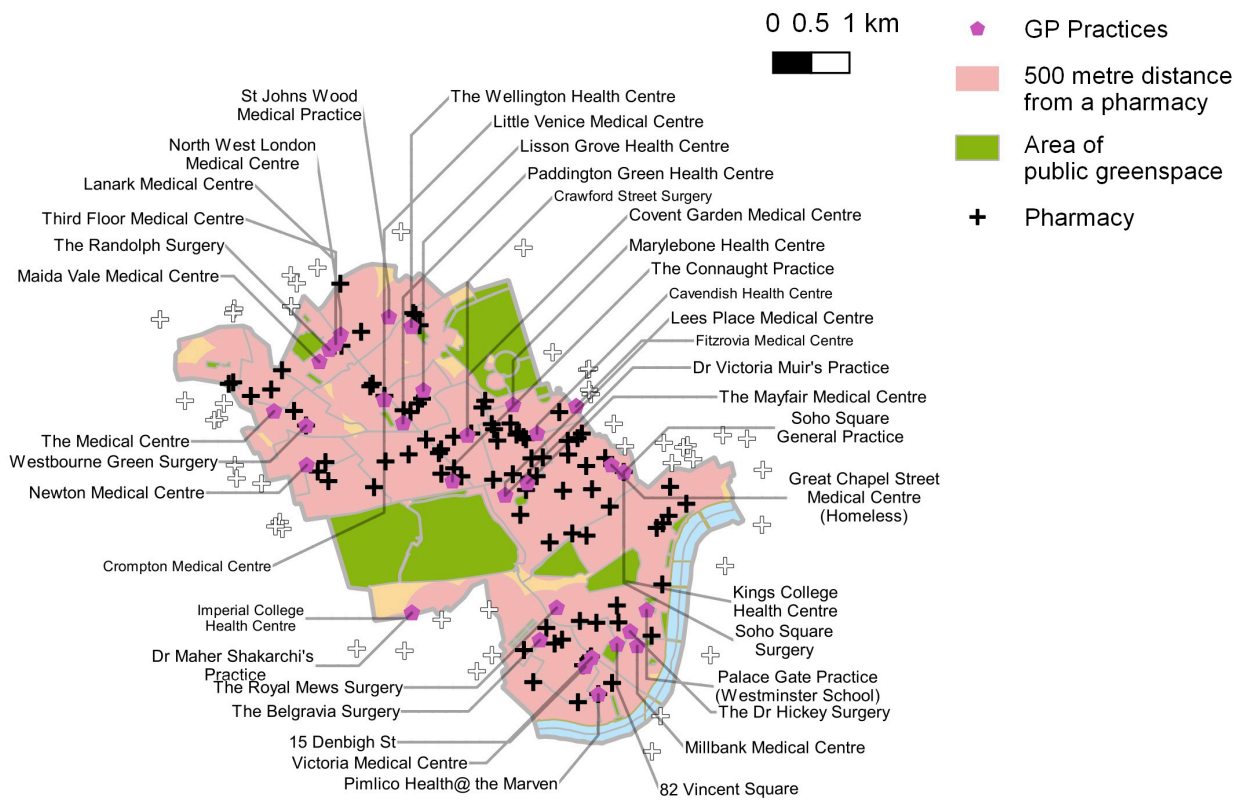 0 0.5 1 km
GP Practices
500 metre distance
from a pharmacy
Area of
public greenspace
Pharmacy
St Johns Wood
Medical Practice
North West London
Medical Centre
Lanark Medical Centre
Third Floor Medical Centre
The Randolph Surgery
Maida Vale Medical Centre
The Wellington Health Centre
Little Venice Medical Centre
Lisson Grove Health Centre
Paddington Green Health Centre
Crawford Street Surgery
Covent Garden Medical Centre
Marylebone Health Centre
The Connaught Practice
Cavendish Health Centre
Lees Place Medical Centre
Fitzrovia Medical Centre
Dr Victoria Muir's Practice
The Mayfair Medical Centre
Soho Square
General Practice
Great Chapel Street
Medical Centre
(Homeless)
The Medical Centre
Westbourne Green Surgery
Newton Medical Centre
Crompton Medical Centre
Imperial College
Health Centre
Dr Maher Shakarchi's
Practice
The Royal Mews Surgery
The Belgravia Surgery
15 Denbigh St
Victoria Medical Centre
Pimlico Health@ the Marven
Kings College
Health Centre
Soho Square
Surgery
Palace Gate Practice
(Westminster School)
The Dr Hickey Surgery
Millbank Medical Centre
82 Vincent Square